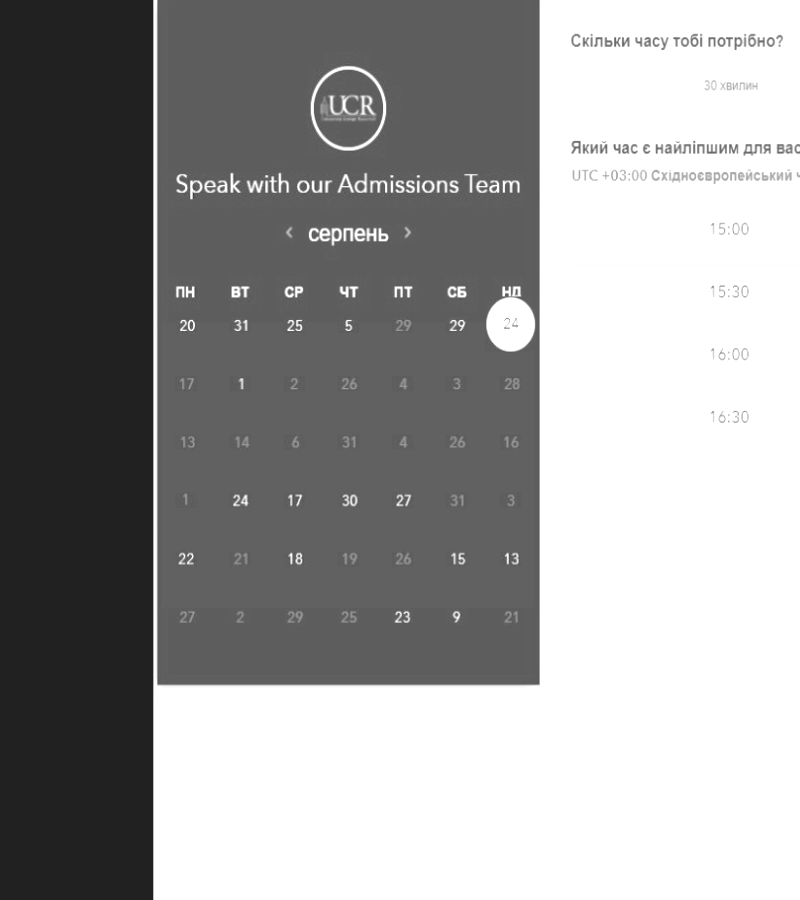 UCR
Speak with our Admissions Team
‹ серпень ›
ПН ВТ СР ЧТ ПТ СБ НД
20 31 25 5 29 29 24
17 1 2 26 4 3 28
13 14 6 31 4 26 16
1 24 17 30 27 31 3
22 21 18 19 26 15 13
27 2 29 25 23 9 21
Скільки часу тобі потрібно?
30 хвилин
Який час є найліпшим для вас
UTC +03:00 Східноєвропейський ч
15:00
15:30
16:00
16:30